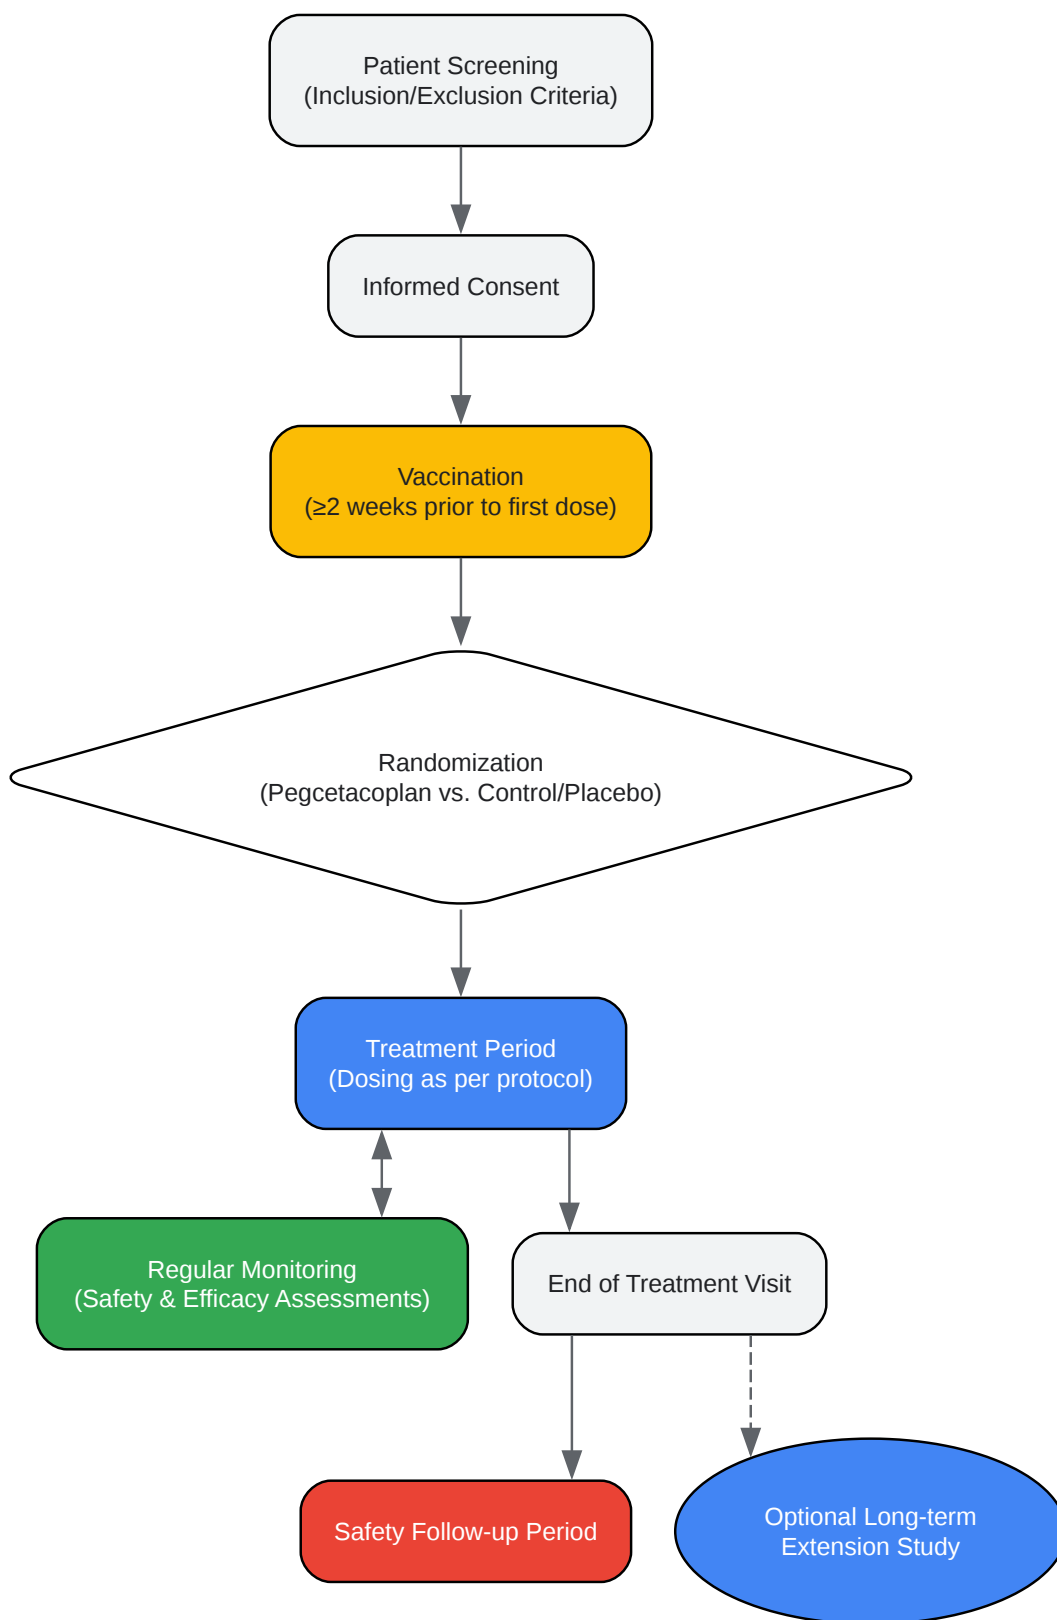 Patient Screening
(Inclusion/Exclusion Criteria)
Informed Consent
Vaccination
(≥2 weeks prior to first dose)
Randomization
(Pegcetacoplan vs. Control/Placebo)
Treatment Period
(Dosing as per protocol)
Regular Monitoring
(Safety & Efficacy Assessments)
End of Treatment Visit
Safety Follow-up Period
Optional Long-term
Extension Study